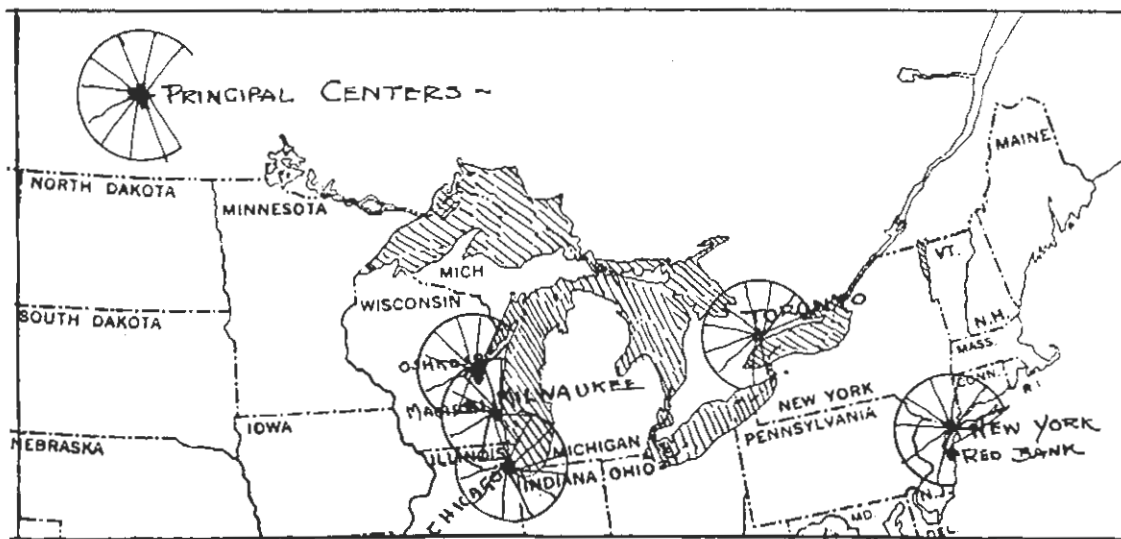 PRINCIPAL CENTERS ~
MAINE
NORTH DAKOTA
MINNESOTA
VT.
MICH
WISCONSIN
TORONTO
SOUTH DAKOTA
N.H.
MASS.
OSHKOSH
CONN.
R.I.
MILWAUKEE
NEW YORK
IOWA
PENNSYLVANIA
NEW YORK
NEBRASKA
ILLINOIS
MICHIGAN
RED BANK
INDIANA
OHIO
CHICAGO
N.J.
MD.
DEL.